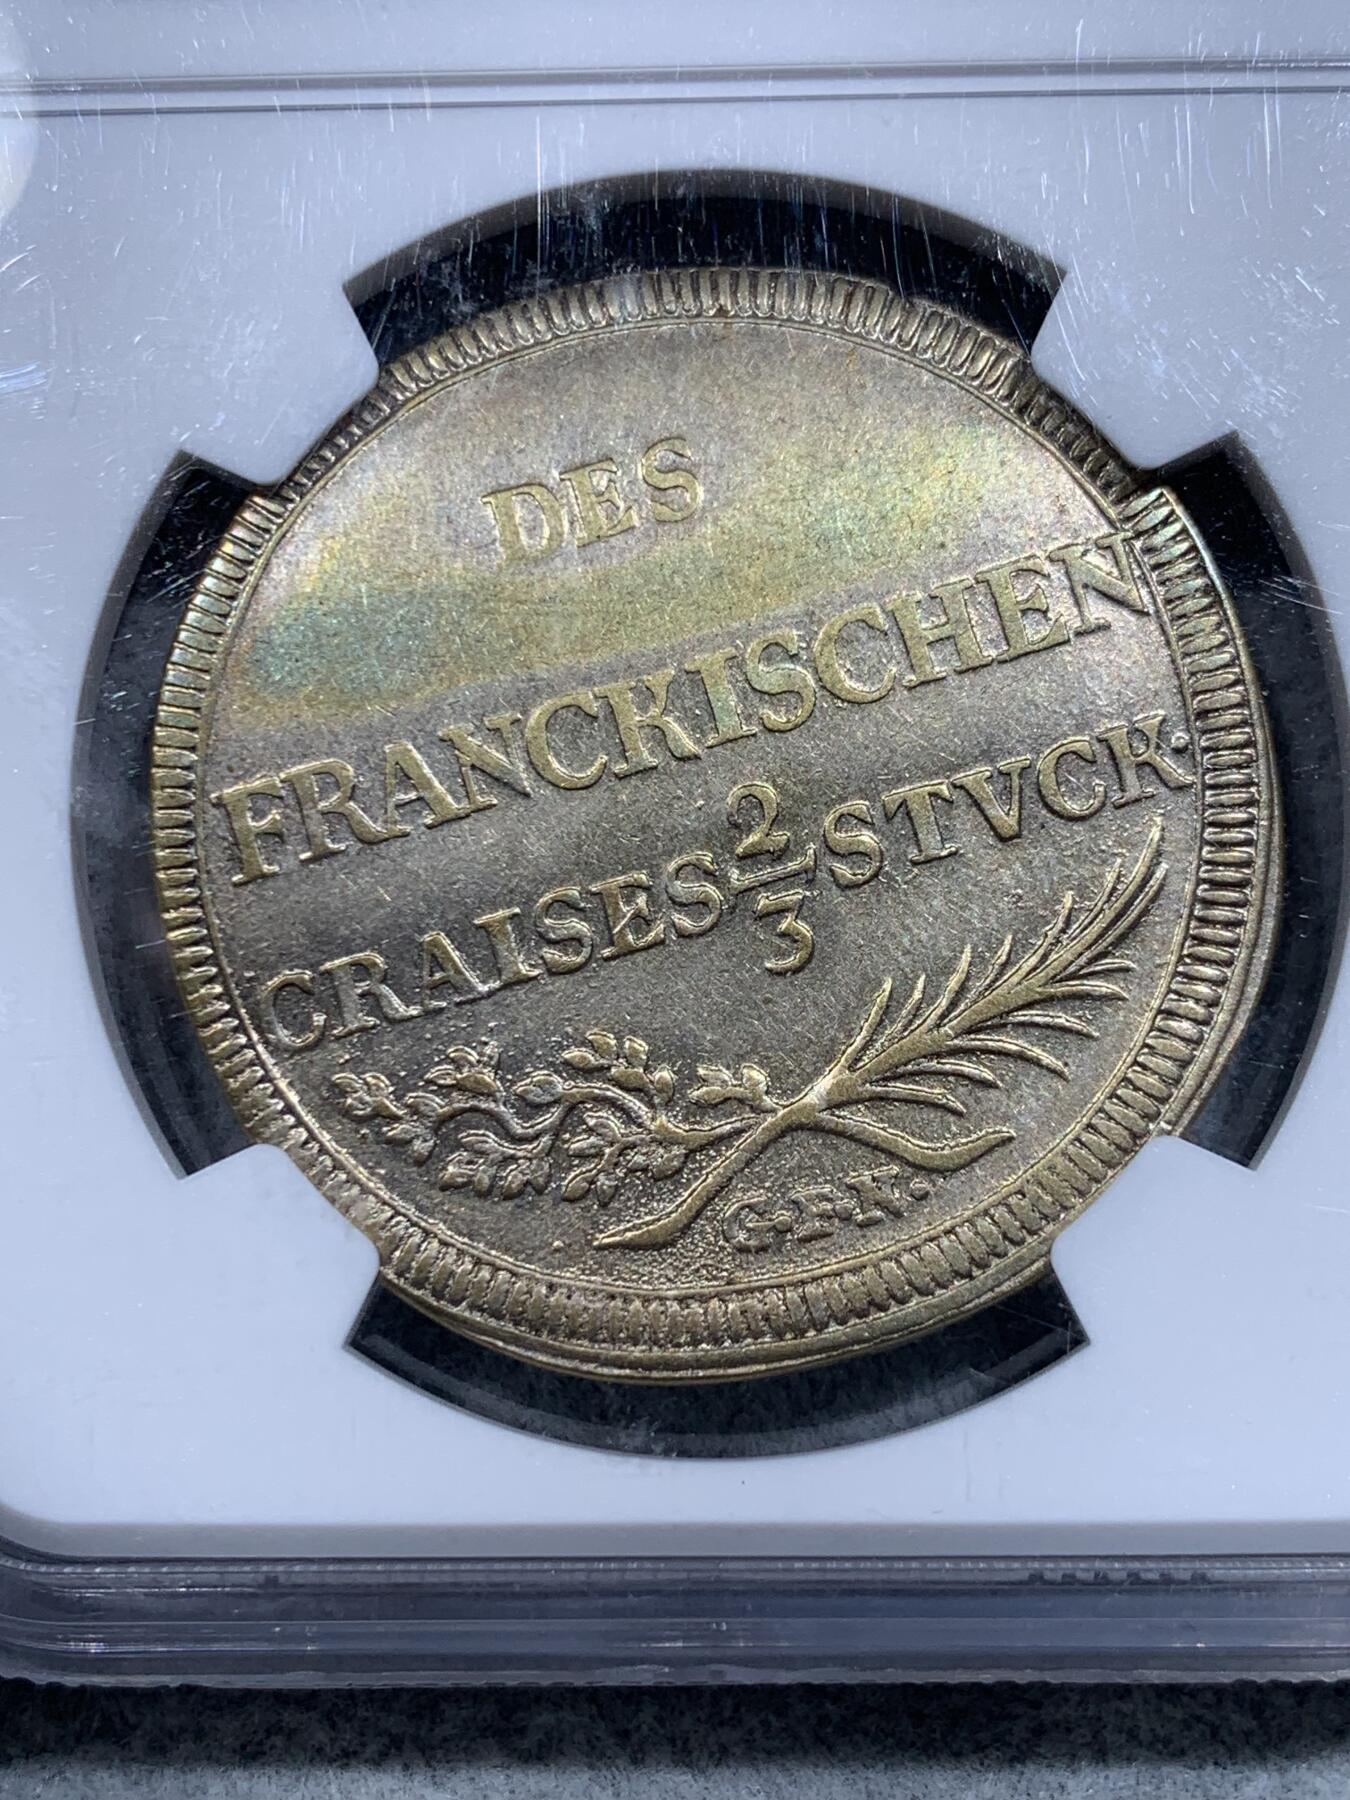 DES
FRANCKISCHEN
CRAISES 2/3 STVCK.
G.F.N.